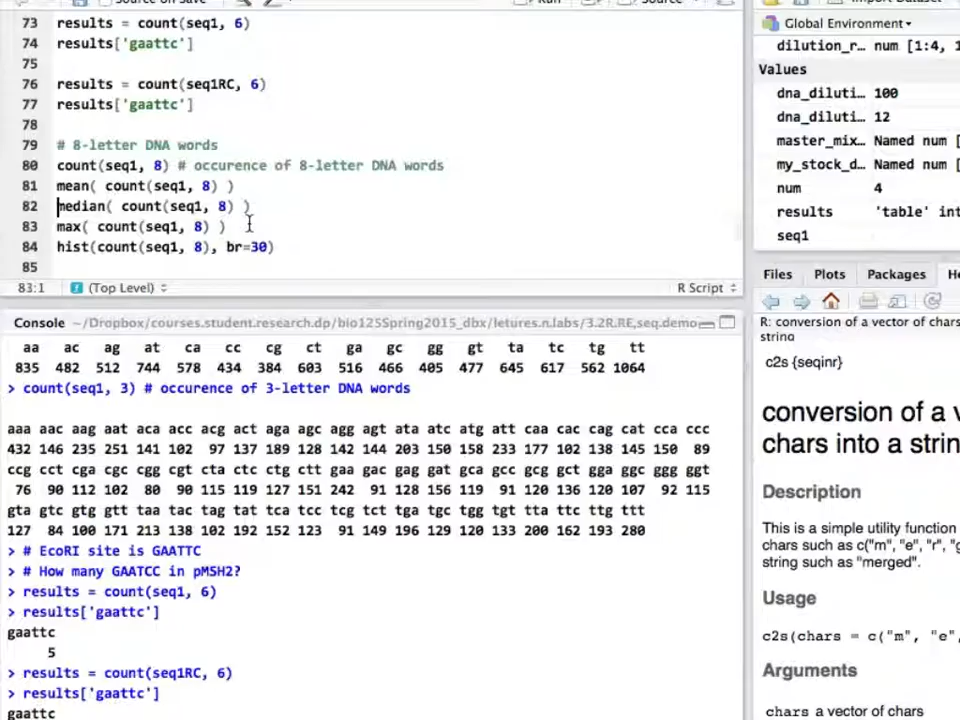 Source on Save
Run
Source
Import Dataset
73 results = count(seq1, 6)
74 results['gaattc']
75
76 results = count(seq1RC, 6)
77 results['gaattc']
78
79 # 8-letter DNA words
80 count(seq1, 8) # occurence of 8-letter DNA words
81 mean( count(seq1, 8) )
82 median( count(seq1, 8) )
83 max( count(seq1, 8) )
84 hist(count(seq1, 8), br=30)
85
83:1 (Top Level) R Script
Console ~/Dropbox/courses.student.research.dp/bio125Spring2015_dbx/letures.n.labs/3.2R.RE,seq.demo
aa ac ag at ca cc cg ct ga gc gg gt ta tc tg tt
835 482 512 744 578 434 384 603 516 466 405 477 645 617 562 1064
> count(seq1, 3) # occurence of 3-letter DNA words
aaa aac aag aat aca acc acg act aga agc agg agt ata atc atg att caa cac cag cat cca ccc
432 146 235 251 141 102 97 137 189 128 142 144 203 150 158 233 177 102 138 145 150 89
ccg cct cga cgc cgg cgt cta ctc ctg ctt gaa gac gag gat gca gcc gcg gct gga ggc ggg ggt
76 90 112 102 80 90 115 119 127 151 242 91 128 156 119 91 120 136 120 107 92 115
gta gtc gtg gtt taa tac tag tat tca tcc tcg tct tga tgc tgg tgt tta ttc ttg ttt
127 84 100 171 213 138 102 192 152 123 91 149 196 129 120 133 200 162 193 280
> # EcoRI site is GAATTC
> # How many GAATCC in pMSH2?
> results = count(seq1, 6)
> results['gaattc']
gaattc
5
> results = count(seq1RC, 6)
> results['gaattc']
gaattc
Global Environment
dilution_r… num [1:4, 1
Values
dna_diluti… 100
dna_diluti… 12
master_mix… Named num [
my_stock_d… Named num [
num 4
results 'table' int
seq1
Files Plots Packages He
R: conversion of a vector of chars
string
c2s {seqinr}
conversion of a v
chars into a strin
Description
This is a simple utility function
chars such as c("m", "e", "r", "g
string such as "merged".
Usage
c2s(chars = c("m", "e",
Arguments
chars a vector of chars